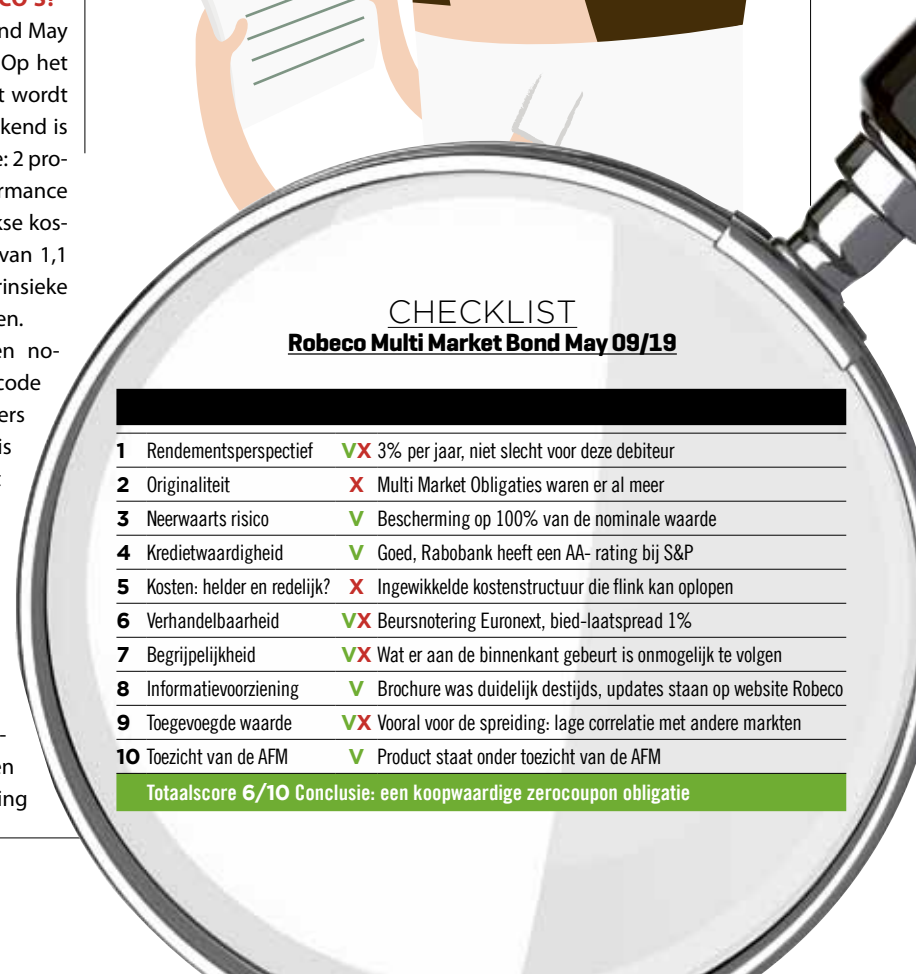 CO'S?
nd May
Op het
t wordt
kend is
e: 2 pro-
rmance
kse kos-
van 1,1
rinsieke
en.
en no-
code
ers
is
-
en
ing
CHECKLIST
Robeco Multi Market Bond May 09/19
1 Rendementsperspectief VX 3% per jaar, niet slecht voor deze debiteur
2 Originaliteit X Multi Market Obligaties waren er al meer
3 Neerwaarts risico V Bescherming op 100% van de nominale waarde
4 Kredietwaardigheid V Goed, Rabobank heeft een AA- rating bij S&P
5 Kosten: helder en redelijk? X Ingewikkelde kostenstructuur die flink kan oplopen
6 Verhandelbaarheid VX Beursnotering Euronext, bied-laatspread 1%
7 Begrijpelijkheid VX Wat er aan de binnenkant gebeurt is onmogelijk te volgen
8 Informatievoorziening V Brochure was duidelijk destijds, updates staan op website Robeco
9 Toegevoegde waarde VX Vooral voor de spreiding: lage correlatie met andere markten
10 Toezicht van de AFM V Product staat onder toezicht van de AFM
Totaalscore 6/10 Conclusie: een koopwaardige zerocoupon obligatie